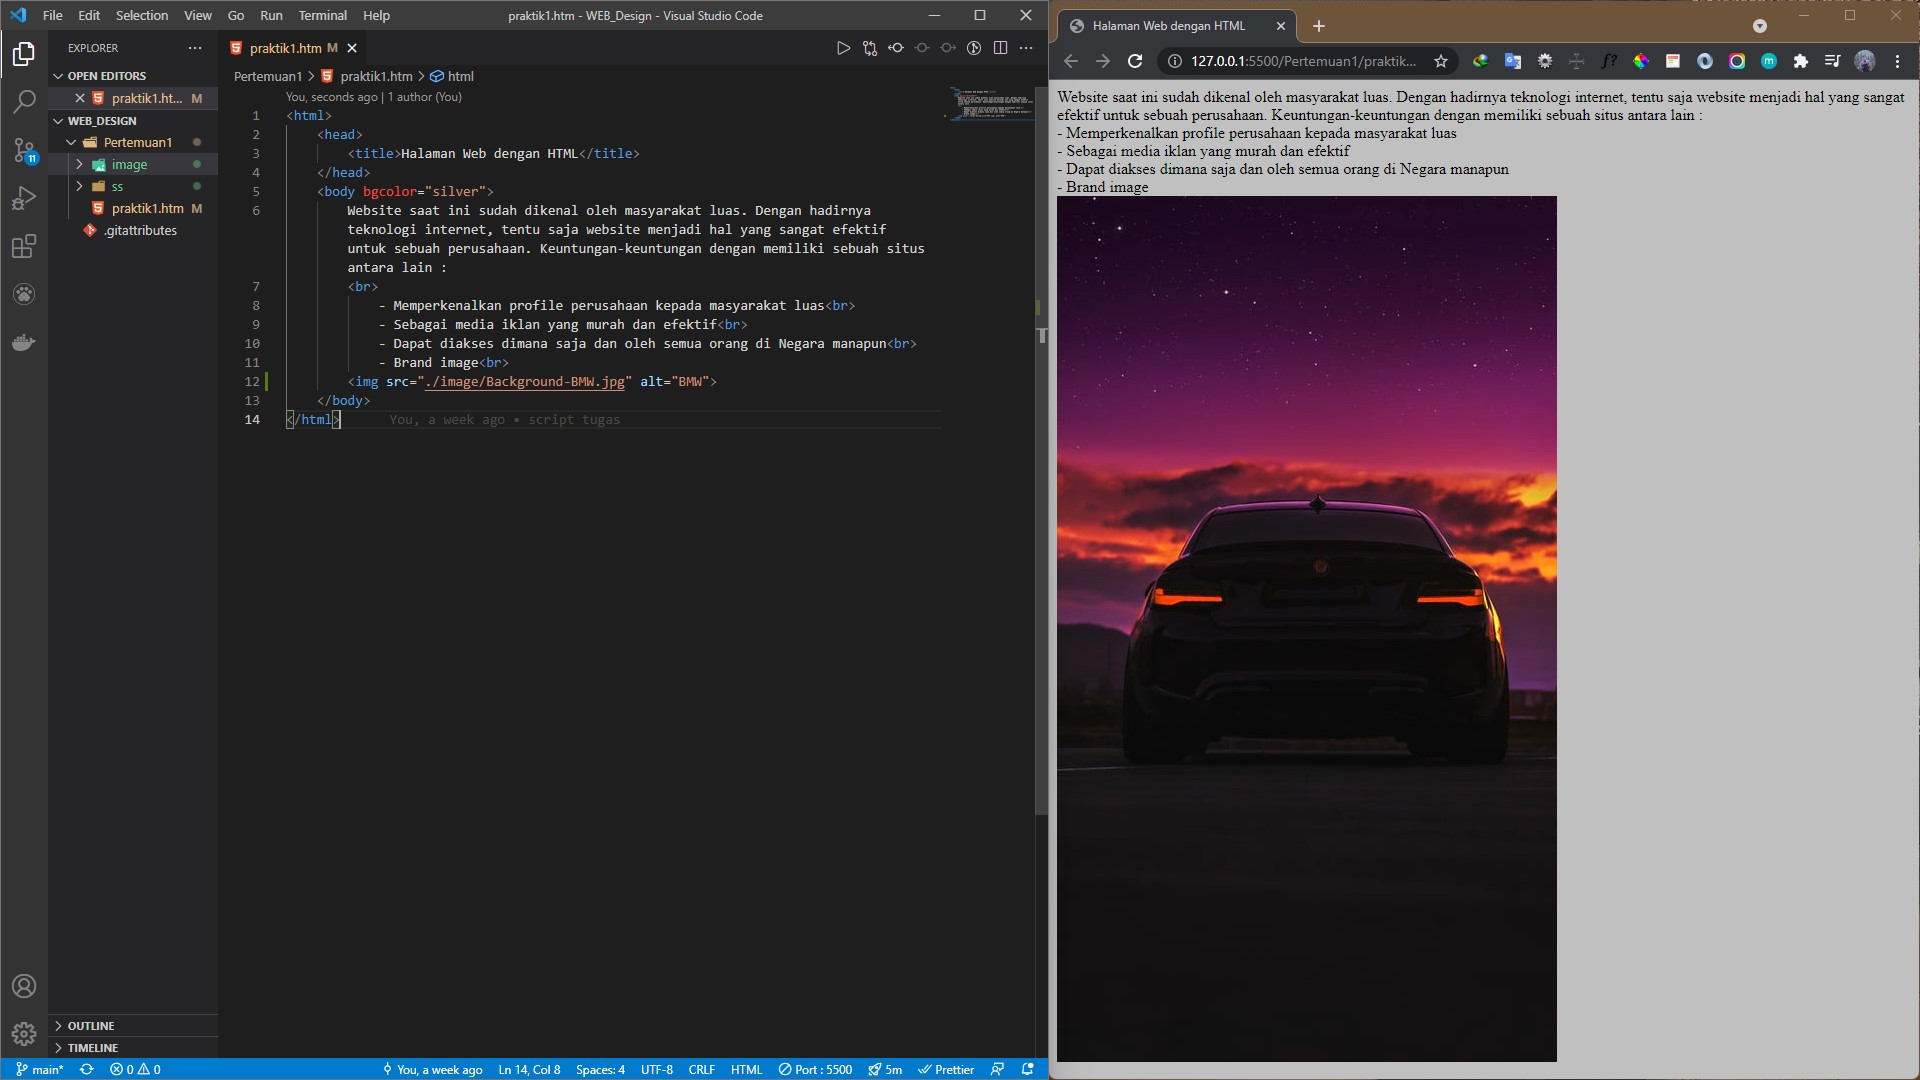 File Edit Selection View Go Run Terminal Help
praktik1.htm - WEB_Design - Visual Studio Code
EXPLORER
OPEN EDITORS
praktik1.ht... M
WEB_DESIGN
Pertemuan1
image
ss
praktik1.htm M
.gitattributes
11
OUTLINE
TIMELINE
praktik1.htm M
Pertemuan1 > praktik1.htm > html
You, seconds ago | 1 author (You)
1 <html>
2 <head>
3 <title>Halaman Web dengan HTML</title>
4 </head>
5 <body bgcolor="silver">
6 Website saat ini sudah dikenal oleh masyarakat luas. Dengan hadirnya
teknologi internet, tentu saja website menjadi hal yang sangat efektif
untuk sebuah perusahaan. Keuntungan-keuntungan dengan memiliki sebuah situs
antara lain :
7 <br>
8 - Memperkenalkan profile perusahaan kepada masyarakat luas<br>
9 - Sebagai media iklan yang murah dan efektif<br>
10 - Dapat diakses dimana saja dan oleh semua orang di Negara manapun<br>
11 - Brand image<br>
12 <img src="./image/Background-BMW.jpg" alt="BMW">
13 </body>
14 </html> You, a week ago • script tugas
main* 0 0 You, a week ago Ln 14, Col 8 Spaces: 4 UTF-8 CRLF HTML Port : 5500 5m Prettier
Halaman Web dengan HTML
127.0.0.1:5500/Pertemuan1/praktik...
f?
m
Website saat ini sudah dikenal oleh masyarakat luas. Dengan hadirnya teknologi internet, tentu saja website menjadi hal yang sangat
efektif untuk sebuah perusahaan. Keuntungan-keuntungan dengan memiliki sebuah situs antara lain :
- Memperkenalkan profile perusahaan kepada masyarakat luas
- Sebagai media iklan yang murah dan efektif
- Dapat diakses dimana saja dan oleh semua orang di Negara manapun
- Brand image